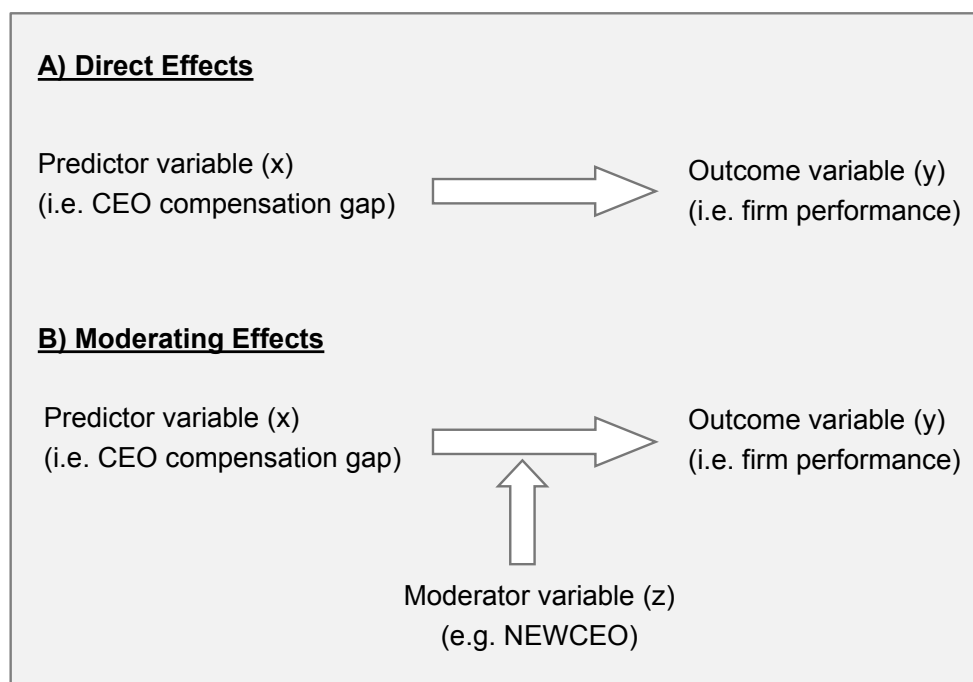 A) Direct Effects
Predictor variable (x)
(i.e. CEO compensation gap)
Outcome variable (y)
(i.e. firm performance)
B) Moderating Effects
Predictor variable (x)
(i.e. CEO compensation gap)
Outcome variable (y)
(i.e. firm performance)
Moderator variable (z)
(e.g. NEWCEO)